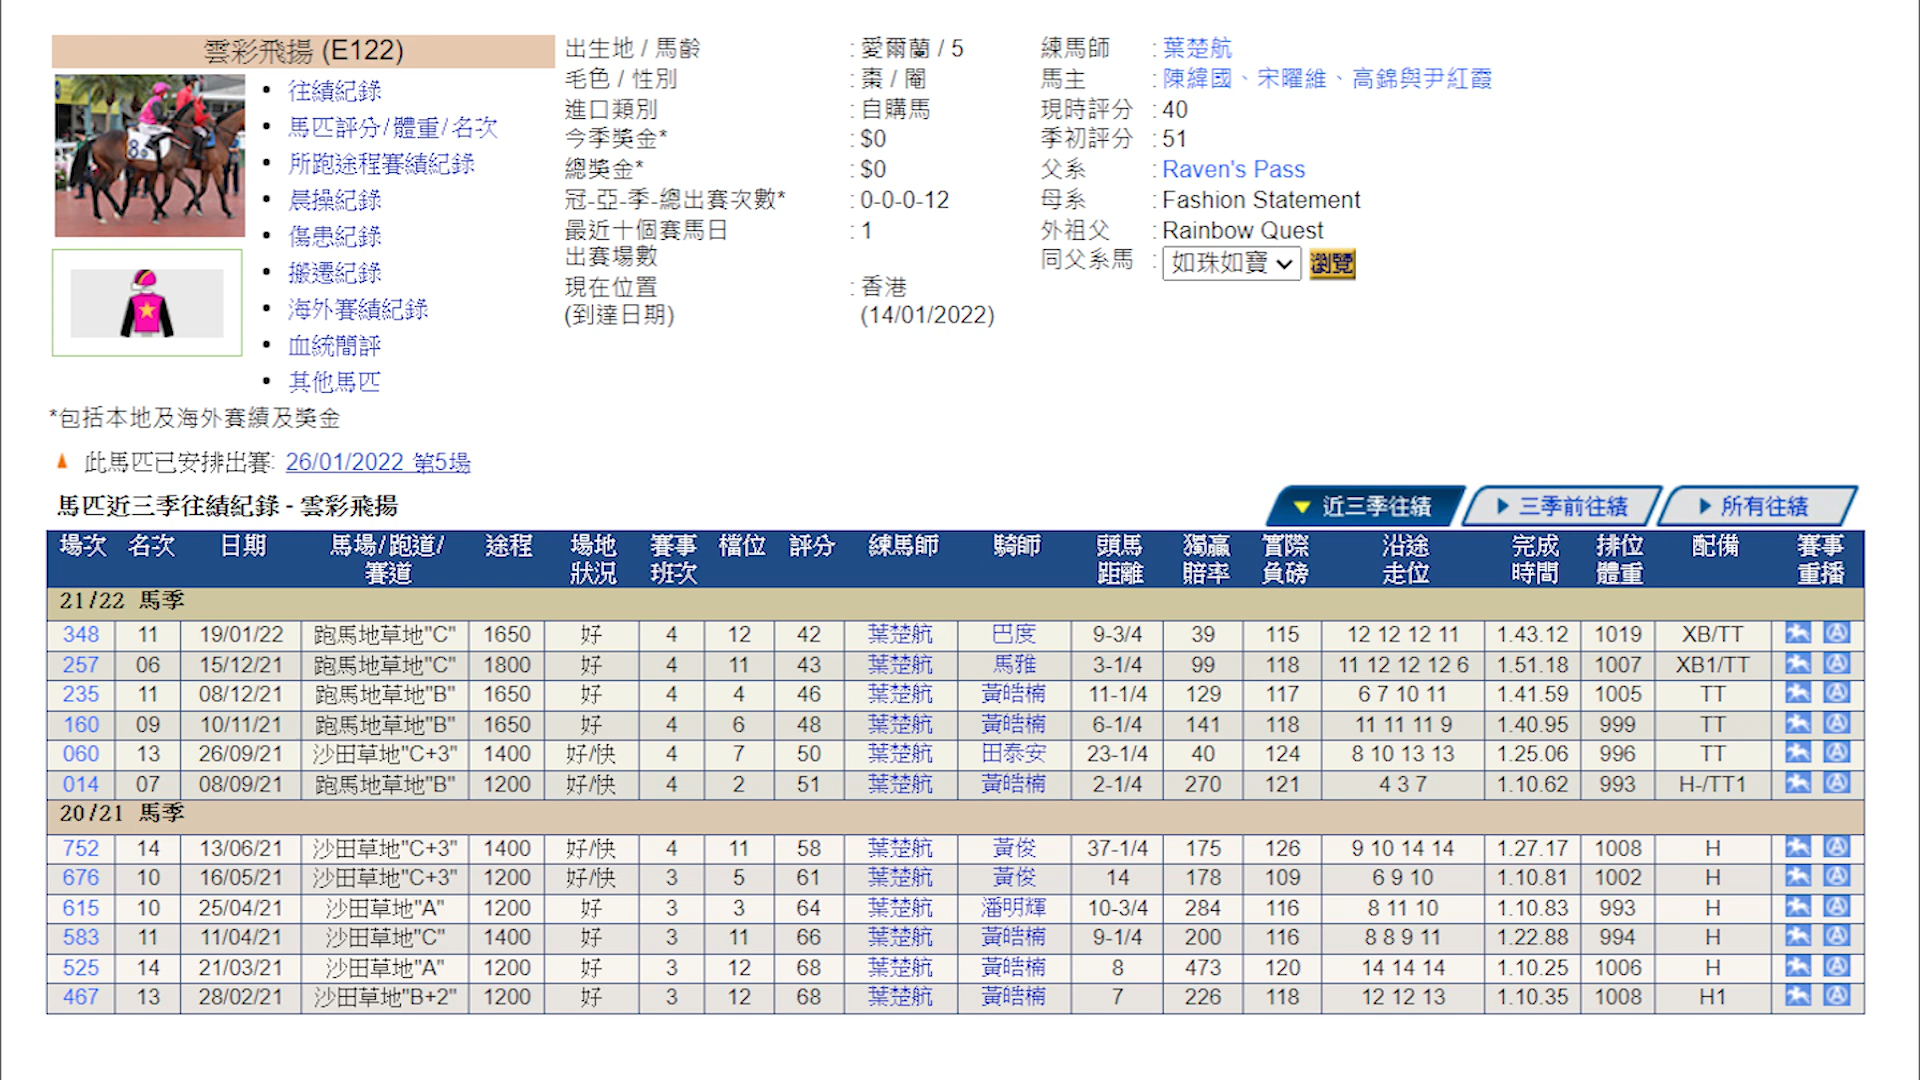 雲彩飛揚 (E122)
往績紀錄
馬匹評分/體重/名次
所跑途程賽績紀錄
晨操紀錄
傷患紀錄
搬遷紀錄
海外賽績紀錄
血統簡評
其他馬匹
出生地 / 馬齡 : 愛爾蘭 / 5
毛色 / 性別 : 棗 / 閹
進口類別 : 自購馬
今季獎金* : $0
總獎金* : $0
冠-亞-季-總出賽次數* : 0-0-0-12
最近十個賽馬日 : 1
出賽場數
現在位置 : 香港
(到達日期) (14/01/2022)
練馬師 : 葉楚航
馬主 : 陳緯國、宋曜維、高錦與尹紅霞
現時評分 : 40
季初評分 : 51
父系 : Raven's Pass
母系 : Fashion Statement
外祖父 : Rainbow Quest
同父系馬 : 如珠如寶 瀏覽
*包括本地及海外賽績及獎金
此馬匹已安排出賽: 26/01/2022 第5場
馬匹近三季往績紀錄 - 雲彩飛揚
近三季往績 三季前往績 所有往績
場次 名次 日期 馬場/跑道/賽道 途程 場地狀況 賽事班次 檔位 評分 練馬師 騎師 頭馬距離 獨贏賠率 實際負磅 沿途走位 完成時間 排位體重 配備 賽事重播
21/22 馬季
348 11 19/01/22 跑馬地草地"C" 1650 好 4 12 42 葉楚航 巴度 9-3/4 39 115 12 12 12 11 1.43.12 1019 XB/TT
257 06 15/12/21 跑馬地草地"C" 1800 好 4 11 43 葉楚航 馬雅 3-1/4 99 118 11 12 12 12 6 1.51.18 1007 XB1/TT
235 11 08/12/21 跑馬地草地"B" 1650 好 4 4 46 葉楚航 黃皓楠 11-1/4 129 117 6 7 10 11 1.41.59 1005 TT
160 09 10/11/21 跑馬地草地"B" 1650 好 4 6 48 葉楚航 黃皓楠 6-1/4 141 118 11 11 11 9 1.40.95 999 TT
060 13 26/09/21 沙田草地"C+3" 1400 好/快 4 7 50 葉楚航 田泰安 23-1/4 40 124 8 10 13 13 1.25.06 996 TT
014 07 08/09/21 跑馬地草地"B" 1200 好/快 4 2 51 葉楚航 黃皓楠 2-1/4 270 121 4 3 7 1.10.62 993 H-/TT1
20/21 馬季
752 14 13/06/21 沙田草地"C+3" 1400 好/快 4 11 58 葉楚航 黃俊 37-1/4 175 126 9 10 14 14 1.27.17 1008 H
676 10 16/05/21 沙田草地"C+3" 1200 好/快 3 5 61 葉楚航 黃俊 14 178 109 6 9 10 1.10.81 1002 H
615 10 25/04/21 沙田草地"A" 1200 好 3 3 64 葉楚航 潘明輝 10-3/4 284 116 8 11 10 1.10.83 993 H
583 11 11/04/21 沙田草地"C" 1400 好 3 11 66 葉楚航 黃皓楠 9-1/4 200 116 8 8 9 11 1.22.88 994 H
525 14 21/03/21 沙田草地"A" 1200 好 3 12 68 葉楚航 黃皓楠 8 473 120 14 14 14 1.10.25 1006 H
467 13 28/02/21 沙田草地"B+2" 1200 好 3 12 68 葉楚航 黃皓楠 7 226 118 12 12 13 1.10.35 1008 H1